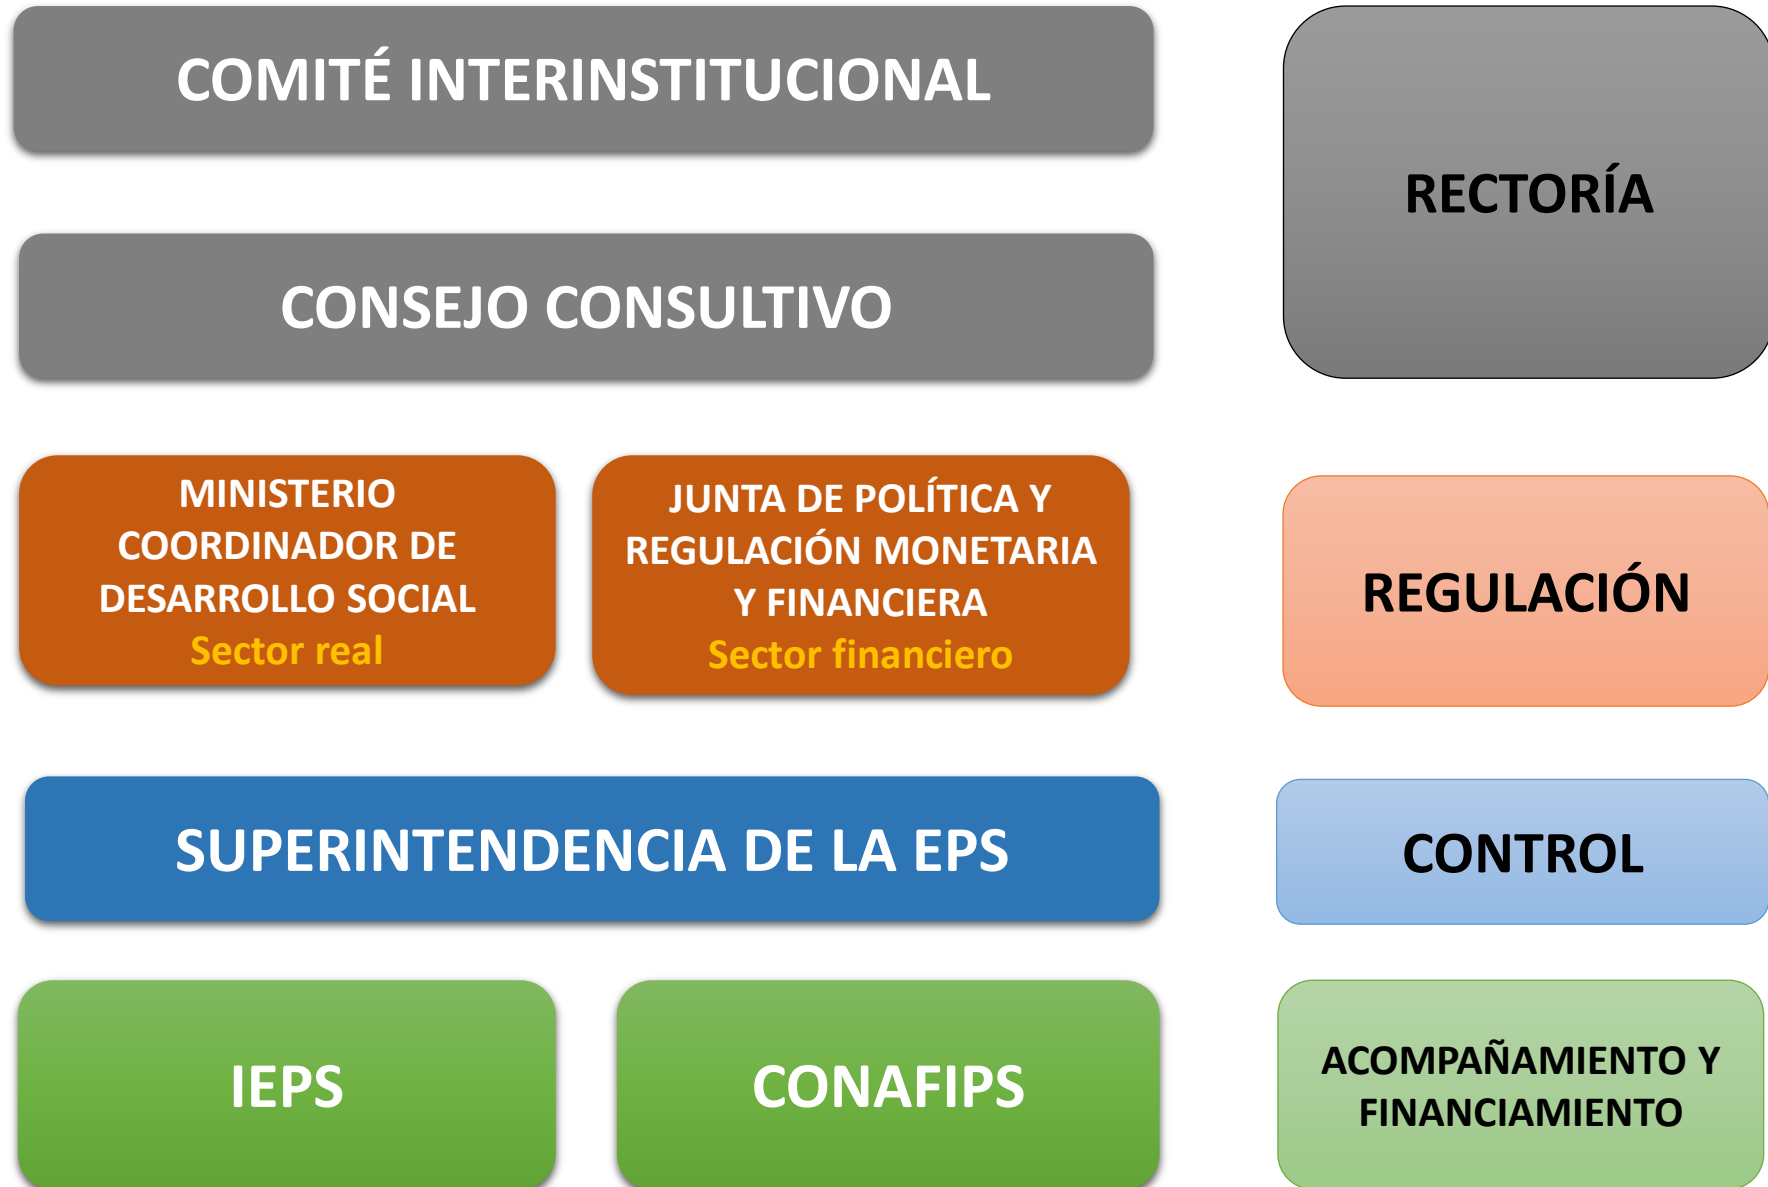 COMITÉ INTERINSTITUCIONAL
RECTORÍA
CONSEJO CONSULTIVO
MINISTERIO
COORDINADOR DE
DESARROLLO SOCIAL
Sector real
JUNTA DE POLÍTICA Y
REGULACIÓN MONETARIA
Y FINANCIERA
Sector financiero
REGULACIÓN
SUPERINTENDENCIA DE LA EPS
CONTROL
IEPS
CONAFIPS
ACOMPAÑAMIENTO Y
FINANCIAMIENTO